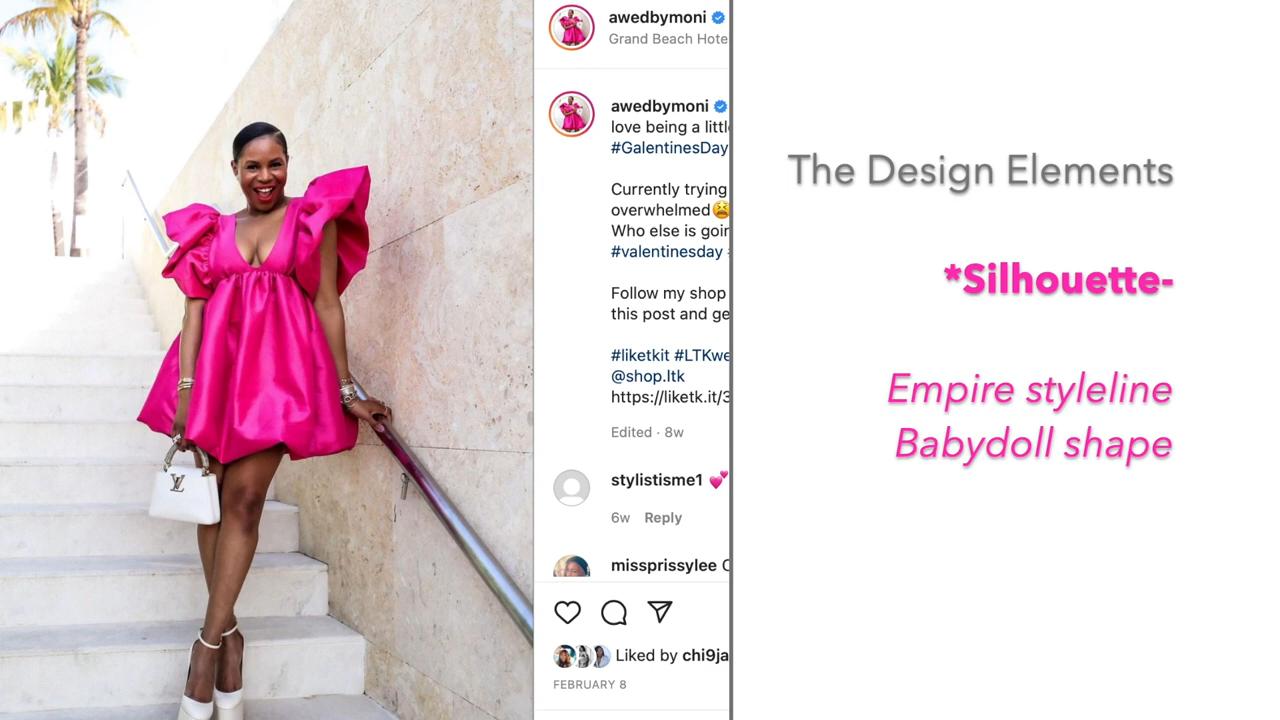 awedbymoni
Grand Beach Hote
awedbymoni
love being a littl
#GalentinesDay
Currently trying
overwhelmed
Who else is goin
#valentinesday
Follow my shop
this post and ge
#liketkit #LTKwe
@shop.ltk
https://liketk.it/3
Edited · 8w
stylistisme1
6w Reply
missprissylee
Liked by chi9ja
FEBRUARY 8
LV
The Design Elements
*Silhouette-
Empire styleline
Babydoll shape